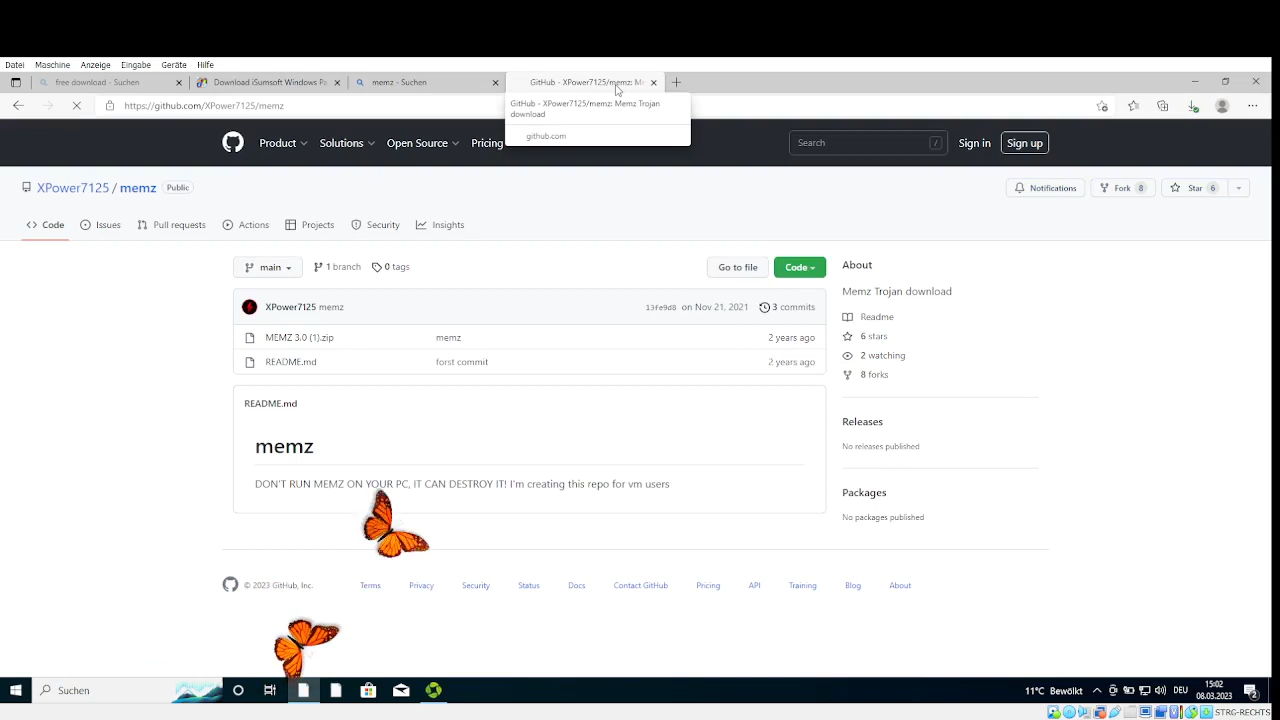 Datei Maschine Anzeige Eingabe Geräte Hilfe
free download - Suchen
Download iSumsoft Windows Pa
memz - Suchen
GitHub - XPower7125/memz: Me
https://github.com/XPower7125/memz
GitHub - XPower7125/memz: Memz Trojan
download
github.com
Product Solutions Open Source Pricing
Search /
Sign in
Sign up
XPower7125 / memz Public
Notifications
Fork 8
Star 6
Code
Issues
Pull requests
Actions
Projects
Security
Insights
main
1 branch
0 tags
Go to file
Code
XPower7125 memz 13fe9d8 on Nov 21, 2021 3 commits
MEMZ 3.0 (1).zip memz 2 years ago
README.md forst commit 2 years ago
README.md
memz
DON'T RUN MEMZ ON YOUR PC, IT CAN DESTROY IT! I'm creating this repo for vm users
About
Memz Trojan download
Readme
6 stars
2 watching
8 forks
Releases
No releases published
Packages
No packages published
© 2023 GitHub, Inc. Terms Privacy Security Status Docs Contact GitHub Pricing API Training Blog About
Suchen
11°C Bewölkt
DEU
15:02
08.03.2023
2
STRG-RECHTS